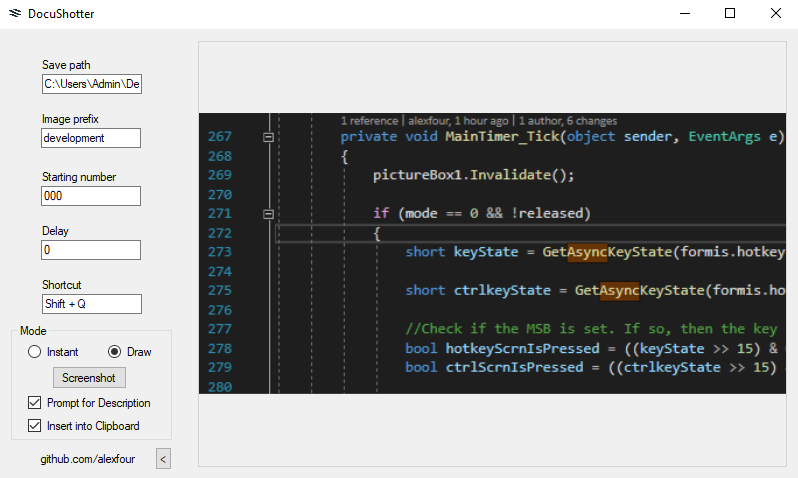 DocuShotter
Save path
C:\Users\Admin\De
Image prefix
development
Starting number
000
Delay
0
Shortcut
Shift + Q
Mode
Instant
Draw
Screenshot
Prompt for Description
Insert into Clipboard
github.com/alexfour
<
1 reference | alexfour, 1 hour ago | 1 author, 6 changes
267 private void MainTimer_Tick(object sender, EventArgs e)
268 {
269 pictureBox1.Invalidate();
270
271 if (mode == 0 && !released)
272 {
273 short keyState = GetAsyncKeyState(formis.hotkey
274
275 short ctrlkeyState = GetAsyncKeyState(formis.ho
276
277 //Check if the MSB is set. If so, then the key
278 bool hotkeyScrnIsPressed = ((keyState >> 15) &
279 bool ctrlScrnIsPressed = ((ctrlkeyState >> 15)
280